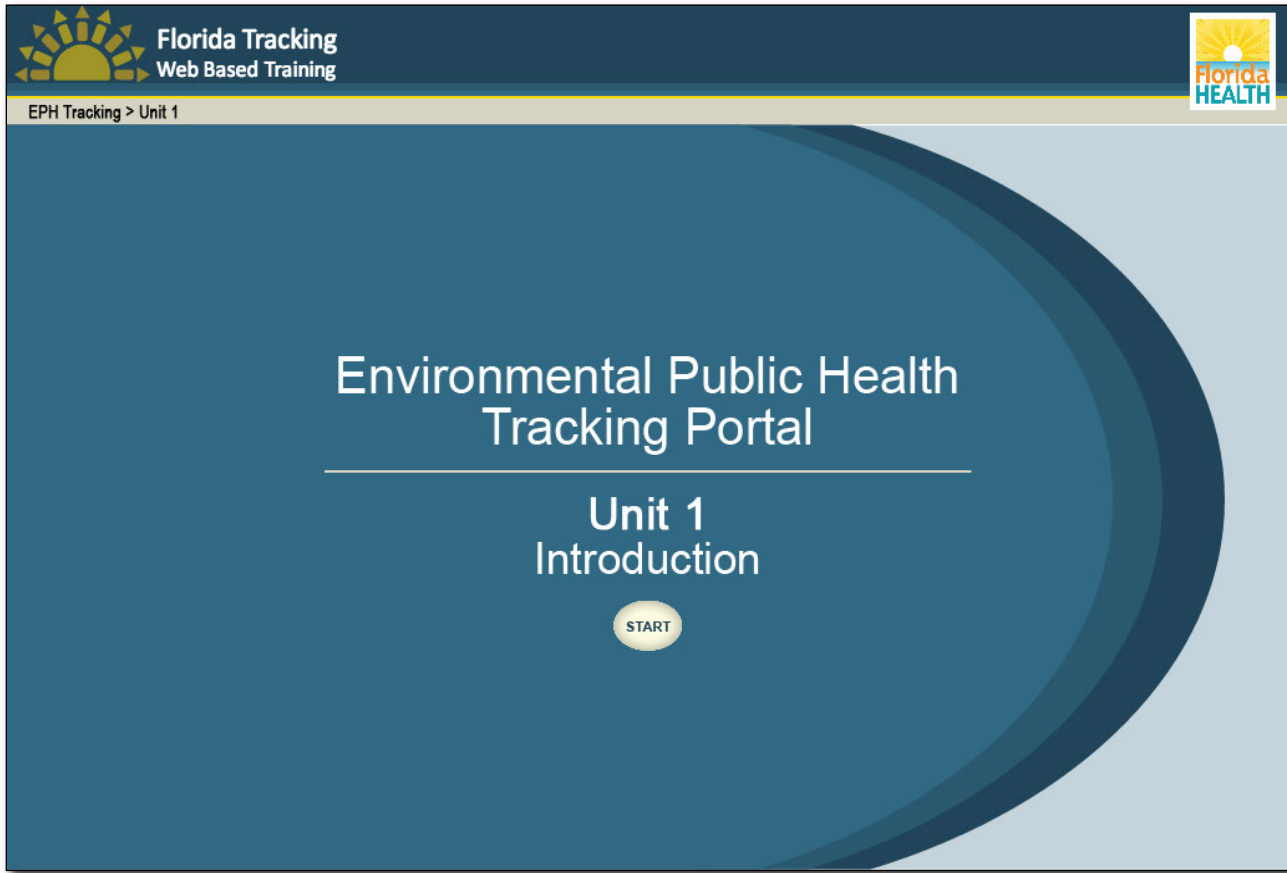 Florida Tracking
Web Based Training
Florida
HEALTH
EPH Tracking > Unit 1
Environmental Public Health
Tracking Portal
Unit 1
Introduction
START